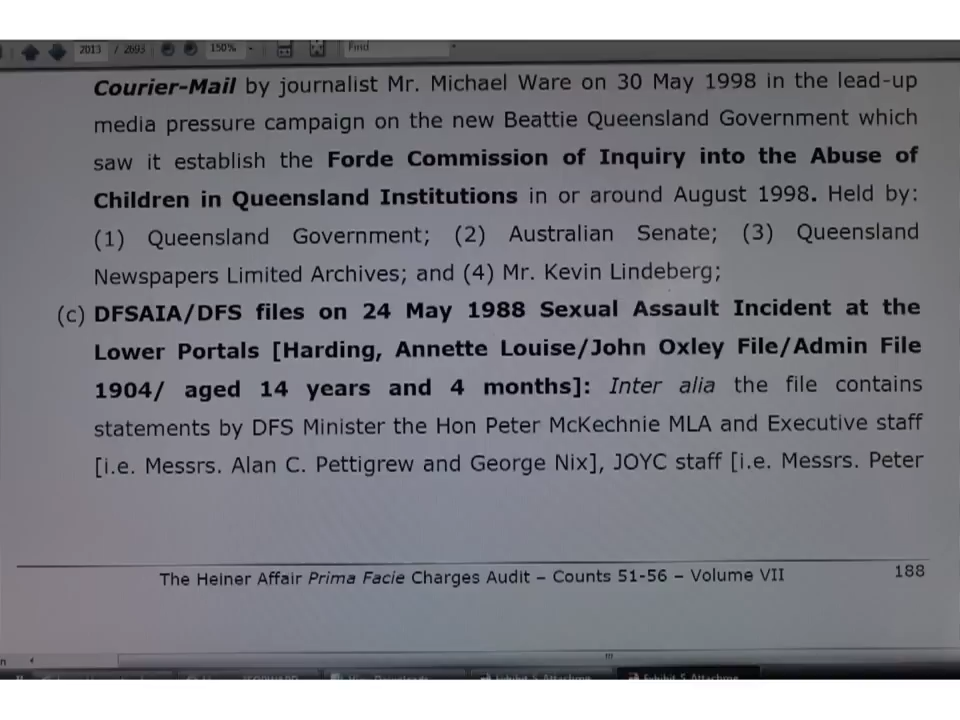 2013 / 2693 150% Find
Courier-Mail by journalist Mr. Michael Ware on 30 May 1998 in the lead-up
media pressure campaign on the new Beattie Queensland Government which
saw it establish the Forde Commission of Inquiry into the Abuse of
Children in Queensland Institutions in or around August 1998. Held by:
(1) Queensland Government; (2) Australian Senate; (3) Queensland
Newspapers Limited Archives; and (4) Mr. Kevin Lindeberg;
(c) DFSAIA/DFS files on 24 May 1988 Sexual Assault Incident at the
Lower Portals [Harding, Annette Louise/John Oxley File/Admin File
1904/ aged 14 years and 4 months]: Inter alia the file contains
statements by DFS Minister the Hon Peter McKechnie MLA and Executive staff
[i.e. Messrs. Alan C. Pettigrew and George Nix], JOYC staff [i.e. Messrs. Peter
The Heiner Affair Prima Facie Charges Audit – Counts 51-56 – Volume VII 188